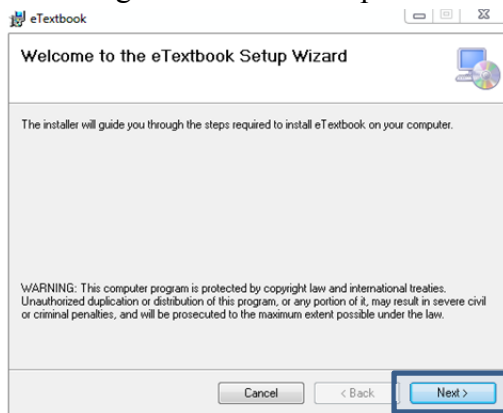 eTextbook
Welcome to the eTextbook Setup Wizard
The installer will guide you through the steps required to install eTextbook on your computer.
WARNING: This computer program is protected by copyright law and international treaties.
Unauthorized duplication or distribution of this program, or any portion of it, may result in severe civil
or criminal penalties, and will be prosecuted to the maximum extent possible under the law.
Cancel
< Back
Next >